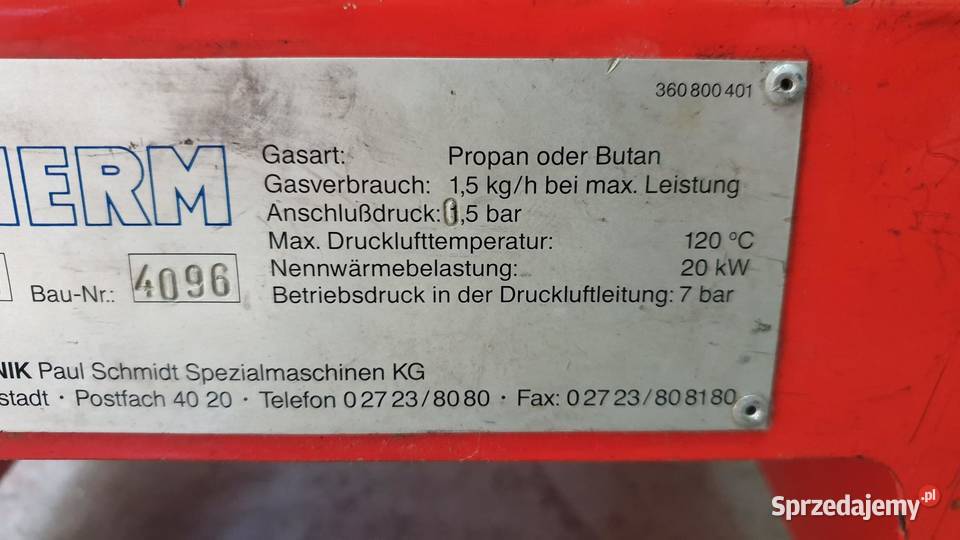 360 800 401
Gasart: Propan oder Butan
Gasverbrauch: 1,5 kg/h bei max. Leistung
Anschlußdruck: 0,5 bar
Max. Drucklufttemperatur: 120 °C
Nennwärmebelastung: 20 kW
Betriebsdruck in der Druckluftleitung: 7 bar
HERM
Bau-Nr.: 4096
NIK Paul Schmidt Spezialmaschinen KG
stadt · Postfach 40 20 · Telefon 0 27 23 / 80 80 · Fax: 0 27 23 / 80 81 80
Sprzedajemy.pl